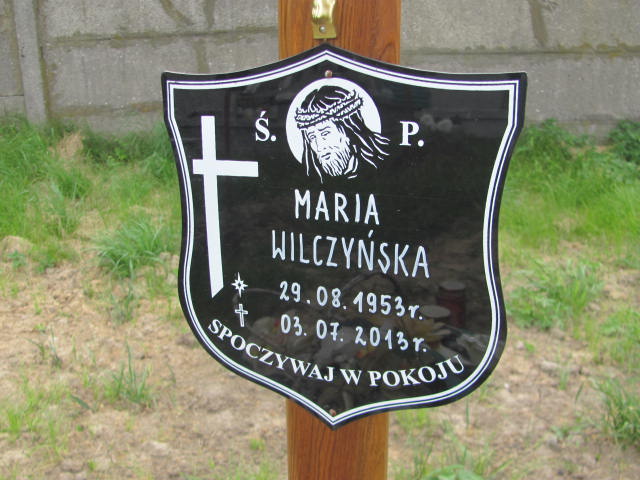 Ś. P.
MARIA
WILCZYŃSKA
29.08.1953r.
03.07.2013r.
SPOCZYWAJ W POKOJU